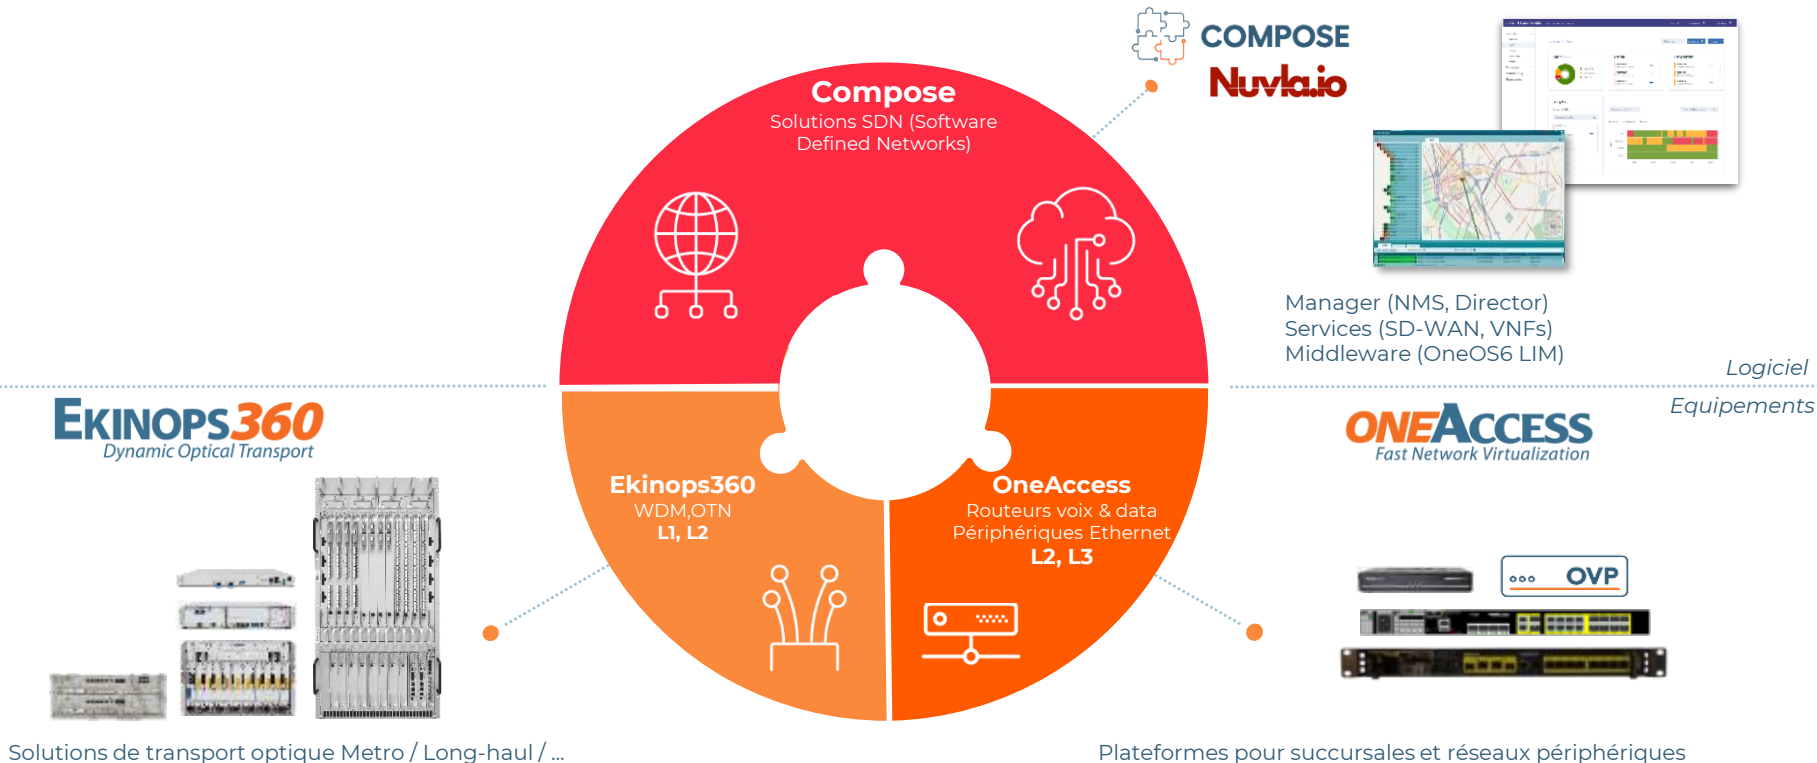 COMPOSE
Nuvla.io
Compose
Solutions SDN (Software
Defined Networks)
Manager (NMS, Director)
Services (SD-WAN, VNFs)
Middleware (OneOS6 LIM)
Logiciel
Equipements
EKINOPS360
Dynamic Optical Transport
ONEACCESS
Fast Network Virtualization
Ekinops360
WDM,OTN
L1, L2
OneAccess
Routeurs voix & data
Périphériques Ethernet
L2, L3
OVP
Solutions de transport optique Metro / Long-haul / ...
Plateformes pour succursales et réseaux périphériques